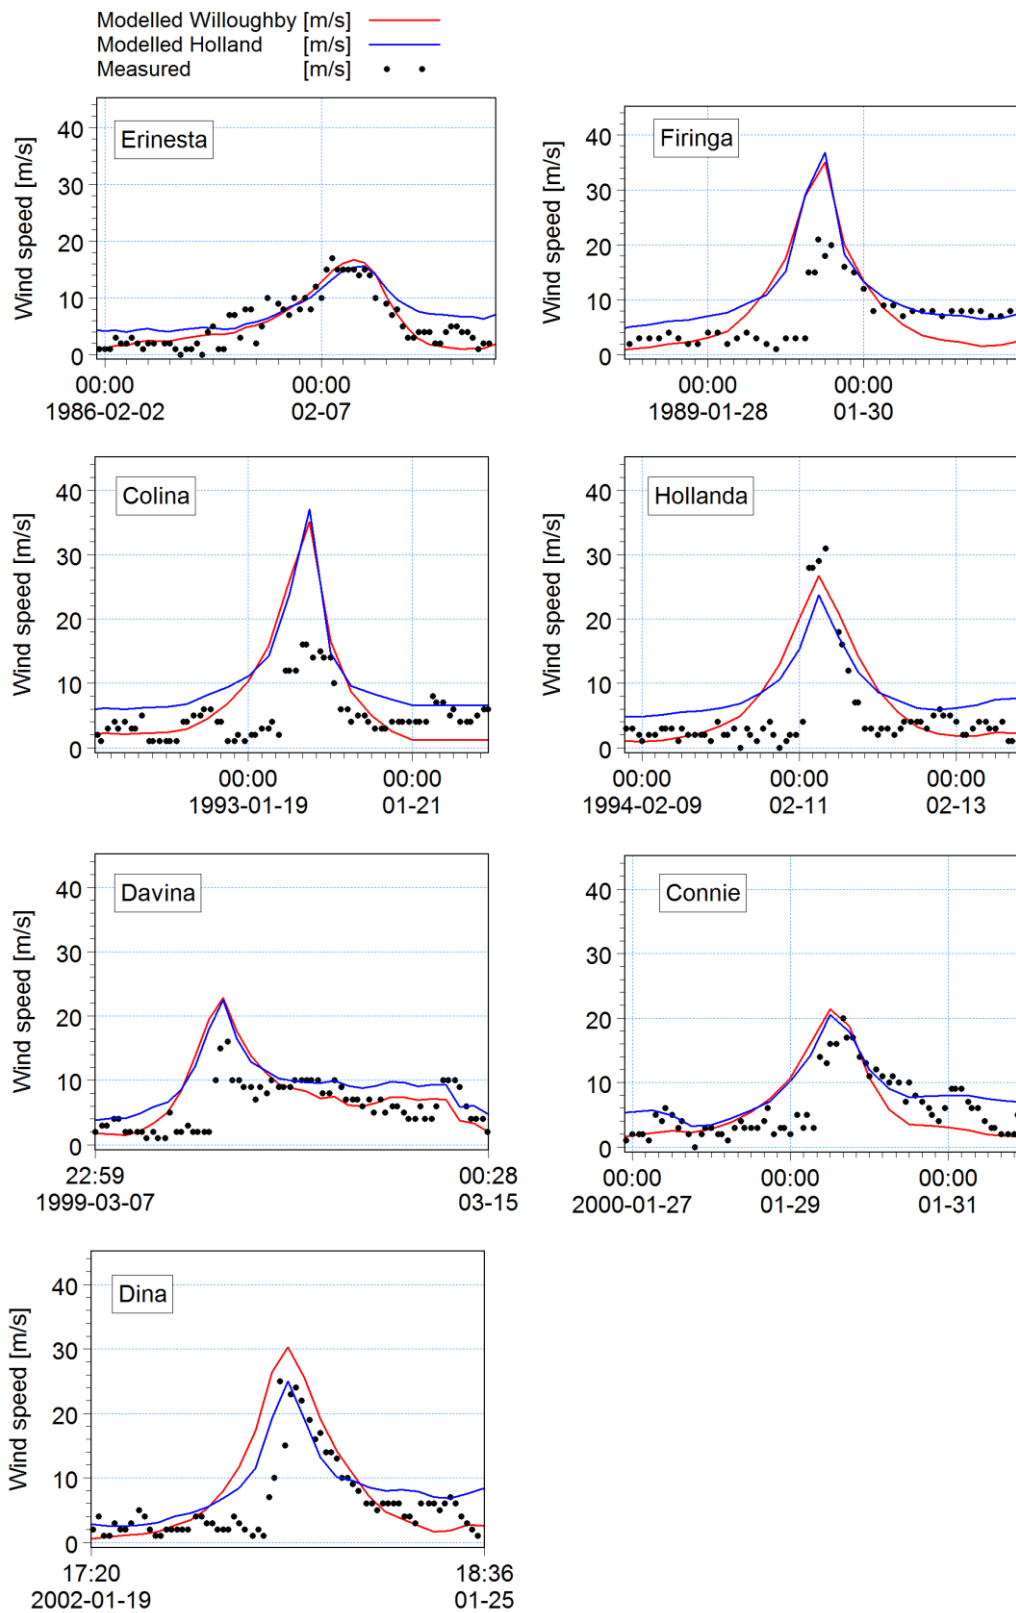 Modelled Willoughby [m/s]
Modelled Holland [m/s]
Measured [m/s]
Erinesta
Wind speed [m/s]
40
30
20
10
0
00:00 00:00
1986-02-02 02-07
Firinga
Wind speed [m/s]
40
30
20
10
0
00:00 00:00
1989-01-28 01-30
Colina
Wind speed [m/s]
40
30
20
10
0
00:00 00:00
1993-01-19 01-21
Hollanda
Wind speed [m/s]
40
30
20
10
0
00:00 00:00 00:00
1994-02-09 02-11 02-13
Davina
Wind speed [m/s]
40
30
20
10
0
22:59 00:28
1999-03-07 03-15
Connie
Wind speed [m/s]
40
30
20
10
0
00:00 00:00 00:00
2000-01-27 01-29 01-31
Dina
Wind speed [m/s]
40
30
20
10
0
17:20 18:36
2002-01-19 01-25